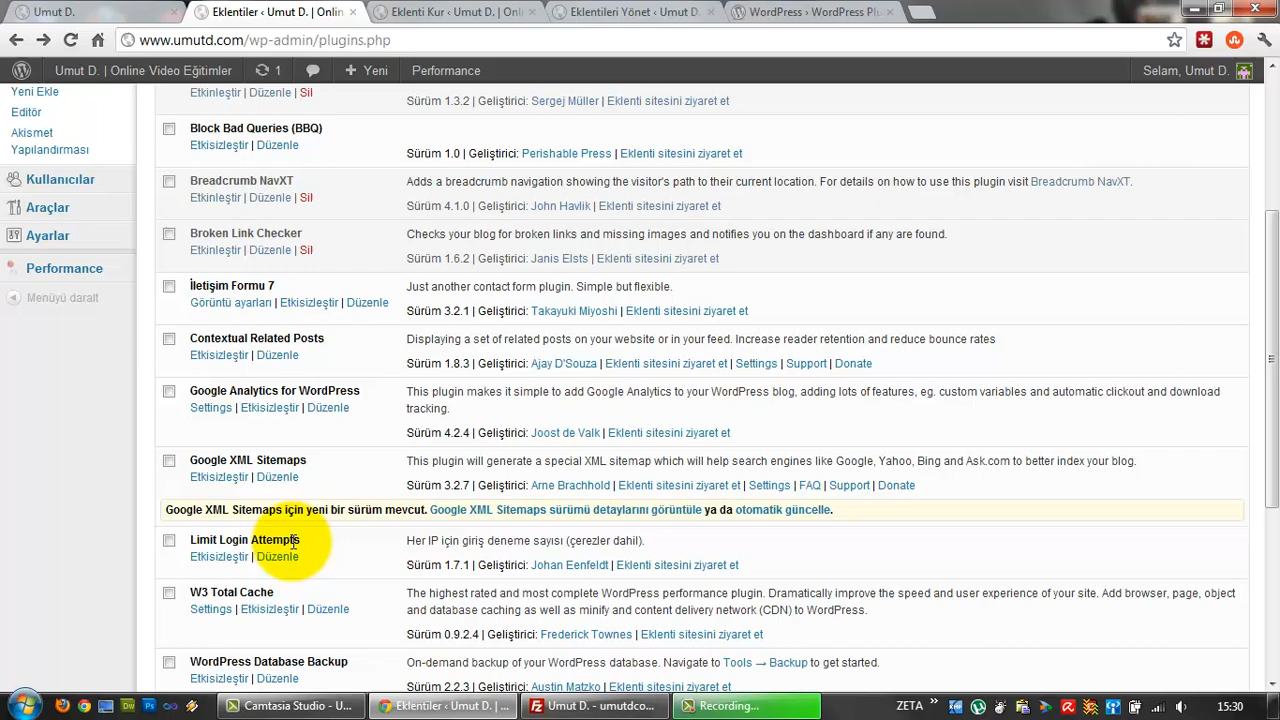 Umut D.
Eklentiler ‹ Umut D. | Onlin
Eklenti Kur ‹ Umut D. | Onli
Eklentileri Yönet ‹ Umut D.
WordPress › WordPress Plu
www.umutd.com/wp-admin/plugins.php
Umut D. | Online Video Eğitimler
1
Yeni
Performance
Selam, Umut D.
Yeni Ekle
Editör
Akismet
Yapılandırması
Kullanıcılar
Araçlar
Ayarlar
Performance
Menüyü daralt
Etkinleştir | Düzenle | Sil
Sürüm 1.3.2 | Geliştirici: Sergej Müller | Eklenti sitesini ziyaret et
Block Bad Queries (BBQ)
Etkisizleştir | Düzenle
Sürüm 1.0 | Geliştirici: Perishable Press | Eklenti sitesini ziyaret et
Breadcrumb NavXT
Adds a breadcrumb navigation showing the visitor's path to their current location. For details on how to use this plugin visit Breadcrumb NavXT.
Etkinleştir | Düzenle | Sil
Sürüm 4.1.0 | Geliştirici: John Havlik | Eklenti sitesini ziyaret et
Broken Link Checker
Checks your blog for broken links and missing images and notifies you on the dashboard if any are found.
Etkinleştir | Düzenle | Sil
Sürüm 1.6.2 | Geliştirici: Janis Elsts | Eklenti sitesini ziyaret et
İletişim Formu 7
Just another contact form plugin. Simple but flexible.
Görüntü ayarları | Etkisizleştir | Düzenle
Sürüm 3.2.1 | Geliştirici: Takayuki Miyoshi | Eklenti sitesini ziyaret et
Contextual Related Posts
Displaying a set of related posts on your website or in your feed. Increase reader retention and reduce bounce rates
Etkisizleştir | Düzenle
Sürüm 1.8.3 | Geliştirici: Ajay D'Souza | Eklenti sitesini ziyaret et | Settings | Support | Donate
Google Analytics for WordPress
This plugin makes it simple to add Google Analytics to your WordPress blog, adding lots of features, eg. custom variables and automatic clickout and download
tracking.
Settings | Etkisizleştir | Düzenle
Sürüm 4.2.4 | Geliştirici: Joost de Valk | Eklenti sitesini ziyaret et
Google XML Sitemaps
This plugin will generate a special XML sitemap which will help search engines like Google, Yahoo, Bing and Ask.com to better index your blog.
Etkisizleştir | Düzenle
Sürüm 3.2.7 | Geliştirici: Arne Brachhold | Eklenti sitesini ziyaret et | Settings | FAQ | Support | Donate
Google XML Sitemaps için yeni bir sürüm mevcut. Google XML Sitemaps sürümü detaylarını görüntüle ya da otomatik güncelle.
Limit Login Attempts
Her IP için giriş deneme sayısı (çerezler dahil).
Etkisizleştir | Düzenle
Sürüm 1.7.1 | Geliştirici: Johan Eenfeldt | Eklenti sitesini ziyaret et
W3 Total Cache
The highest rated and most complete WordPress performance plugin. Dramatically improve the speed and user experience of your site. Add browser, page, object
and database caching as well as minify and content delivery network (CDN) to WordPress.
Settings | Etkisizleştir | Düzenle
Sürüm 0.9.2.4 | Geliştirici: Frederick Townes | Eklenti sitesini ziyaret et
WordPress Database Backup
On-demand backup of your WordPress database. Navigate to Tools → Backup to get started.
Etkisizleştir | Düzenle
Sürüm 2.2.3 | Geliştirici: Austin Matzko | Eklenti sitesini ziyaret et
Camtasia Studio - U...
Eklentiler ‹ Umut D. | ...
Umut D. - umutdco...
Recording...
ZETA
15:30